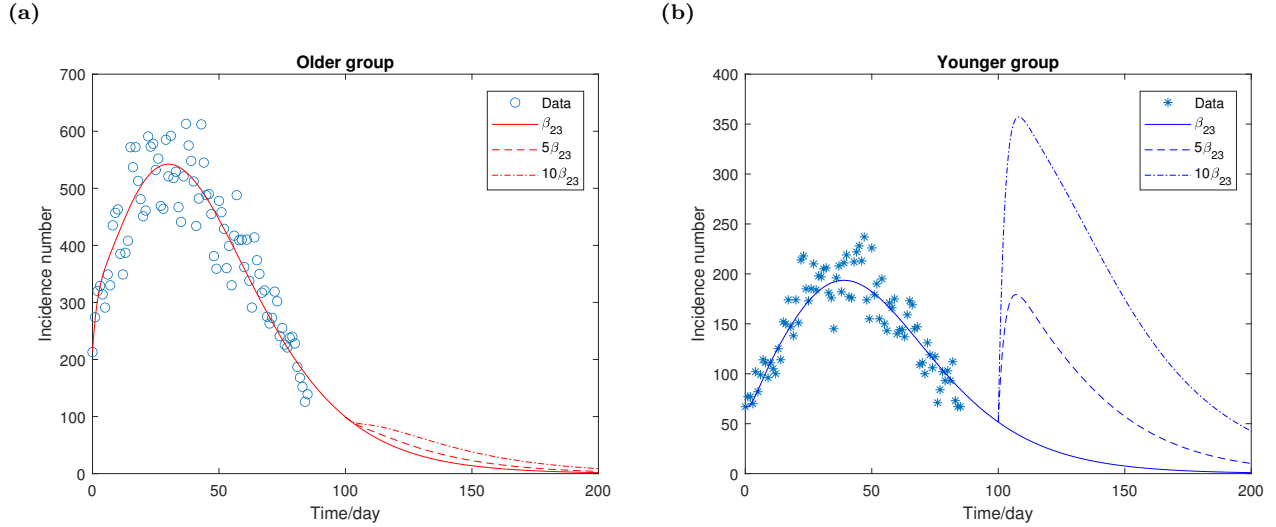 (a)
Older group
700
600
500
400
300
200
100
0
Incidence number
0 50 100 150 200
Time/day
Data
β₂₃
5β₂₃
10β₂₃
(b)
Younger group
400
350
300
250
200
150
100
50
0
Incidence number
0 50 100 150 200
Time/day
Data
β₂₃
5β₂₃
10β₂₃